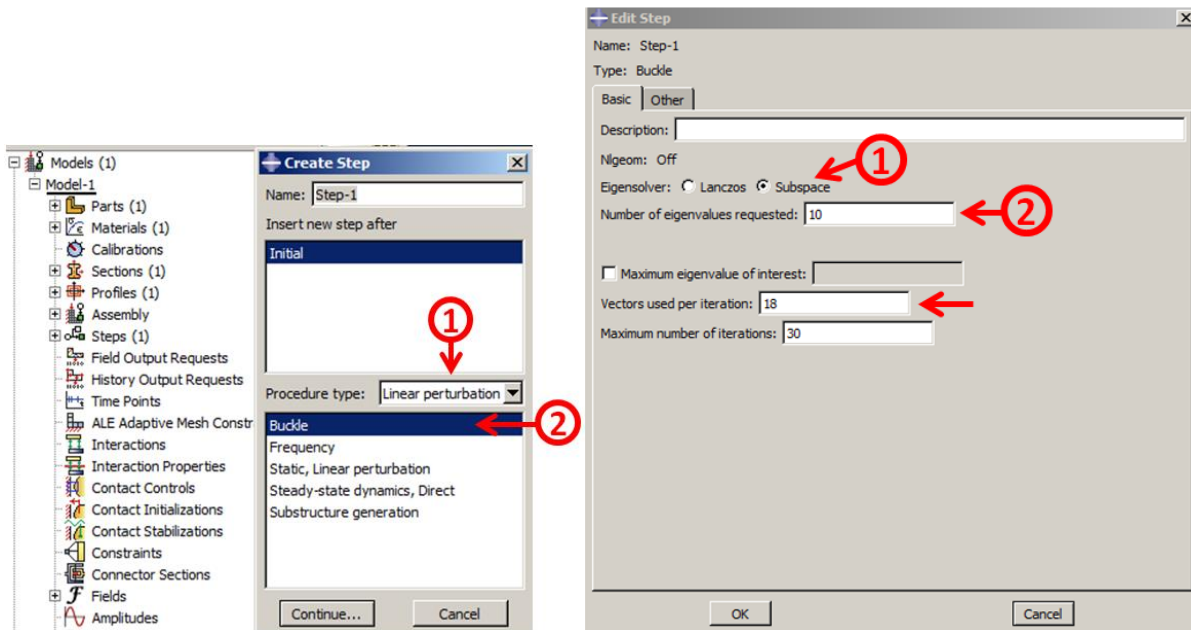 Models (1)
Model-1
Parts (1)
Materials (1)
Calibrations
Sections (1)
Profiles (1)
Assembly
Steps (1)
Field Output Requests
History Output Requests
Time Points
ALE Adaptive Mesh Constr
Interactions
Interaction Properties
Contact Controls
Contact Initializations
Contact Stabilizations
Constraints
Connector Sections
Fields
Amplitudes
Create Step
Name: Step-1
Insert new step after
Initial
1
Procedure type: Linear perturbation
Buckle
2
Frequency
Static, Linear perturbation
Steady-state dynamics, Direct
Substructure generation
Continue... Cancel
Edit Step
Name: Step-1
Type: Buckle
Basic Other
Description:
Nlgeom: Off
1
Eigensolver: Lanczos Subspace
Number of eigenvalues requested: 10
2
Maximum eigenvalue of interest:
Vectors used per iteration: 18
Maximum number of iterations: 30
OK Cancel